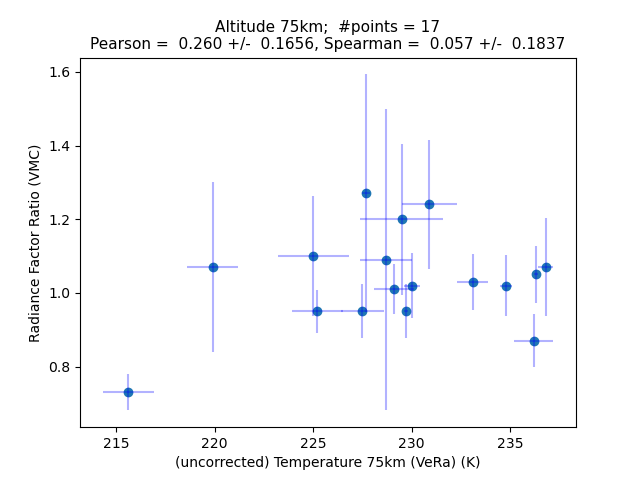 Altitude 75km;  #points = 17
Pearson =  0.260 +/-  0.1656, Spearman =  0.057 +/-  0.1837
Radiance Factor Ratio (VMC)
1.6
1.4
1.2
1.0
0.8
215 220 225 230 235
(uncorrected) Temperature 75km (VeRa) (K)